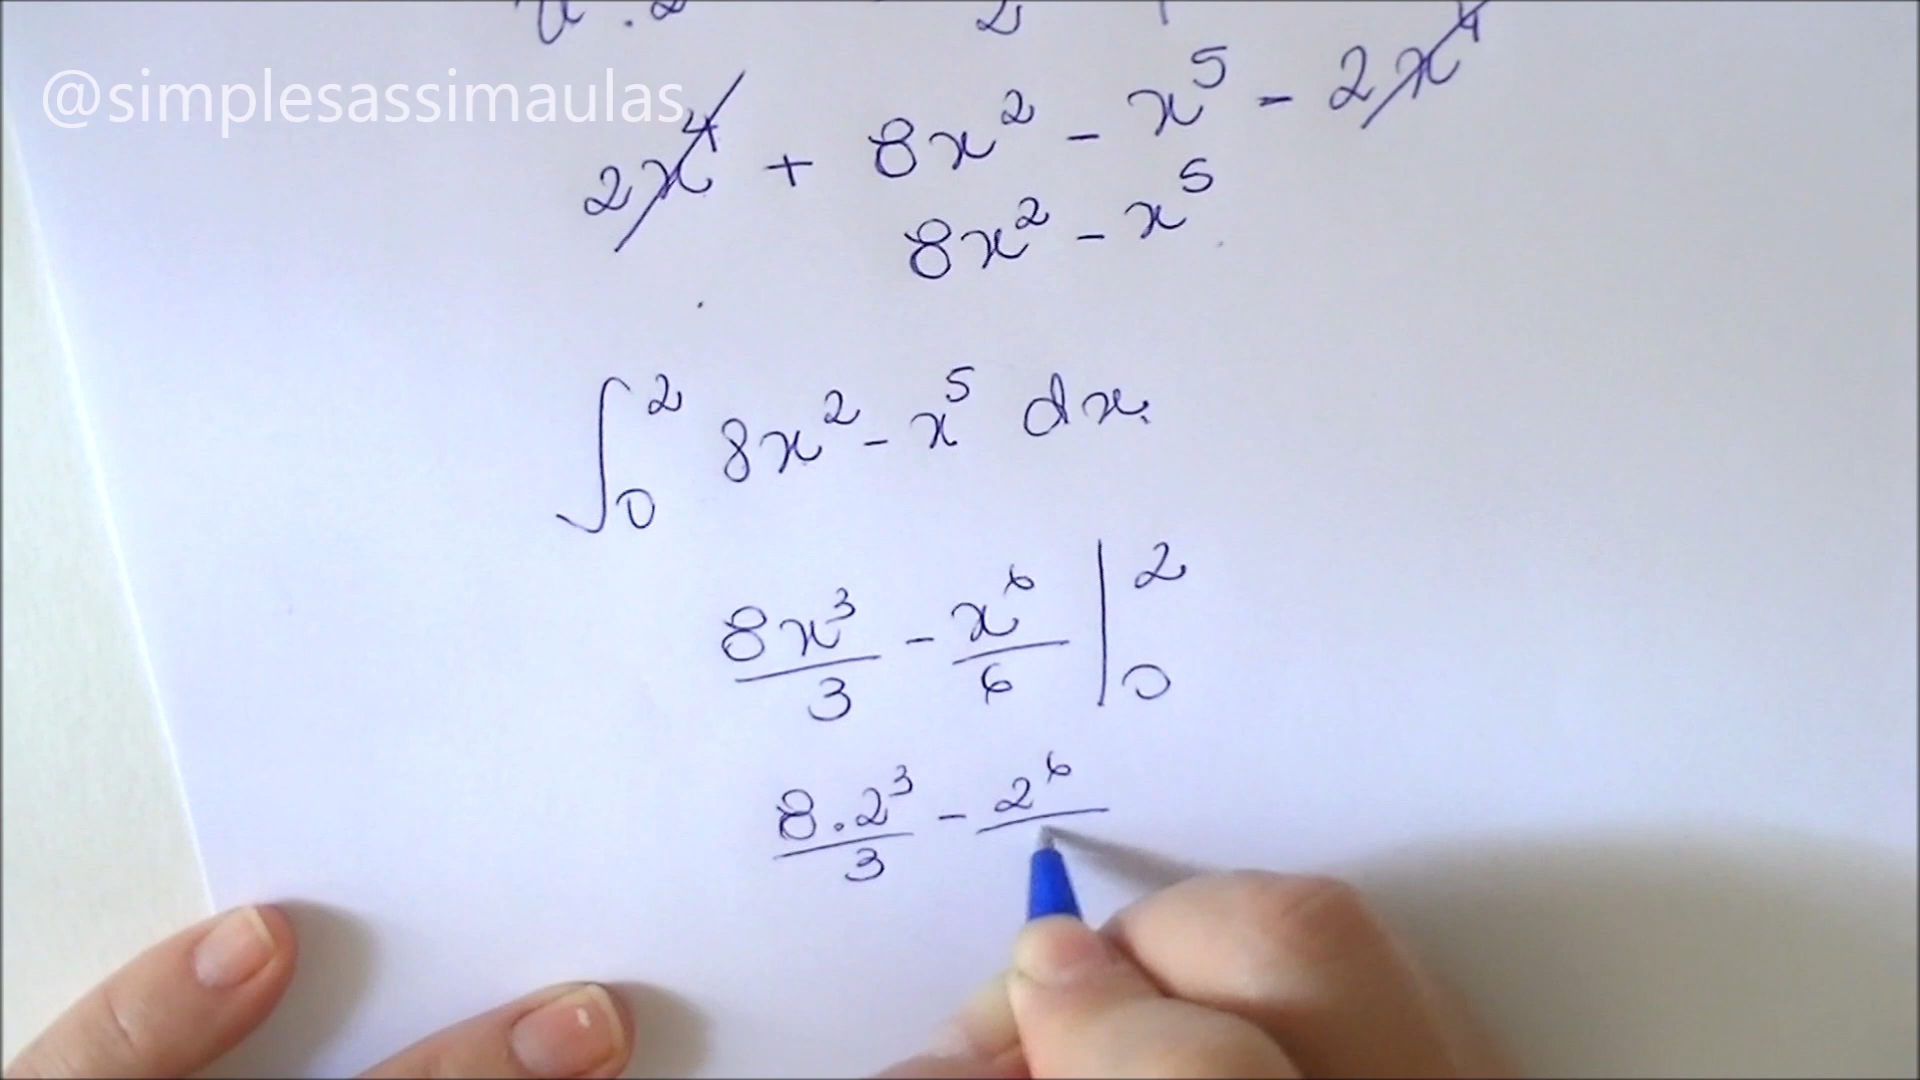 @simplesassimaulas
2x⁴ + 8x² - x⁵ - 2x⁴
8x² - x⁵
∫₀² 8x² - x⁵ dx
8x³/3 - x⁶/6 |₀²
8.2³/3 - 2⁶/